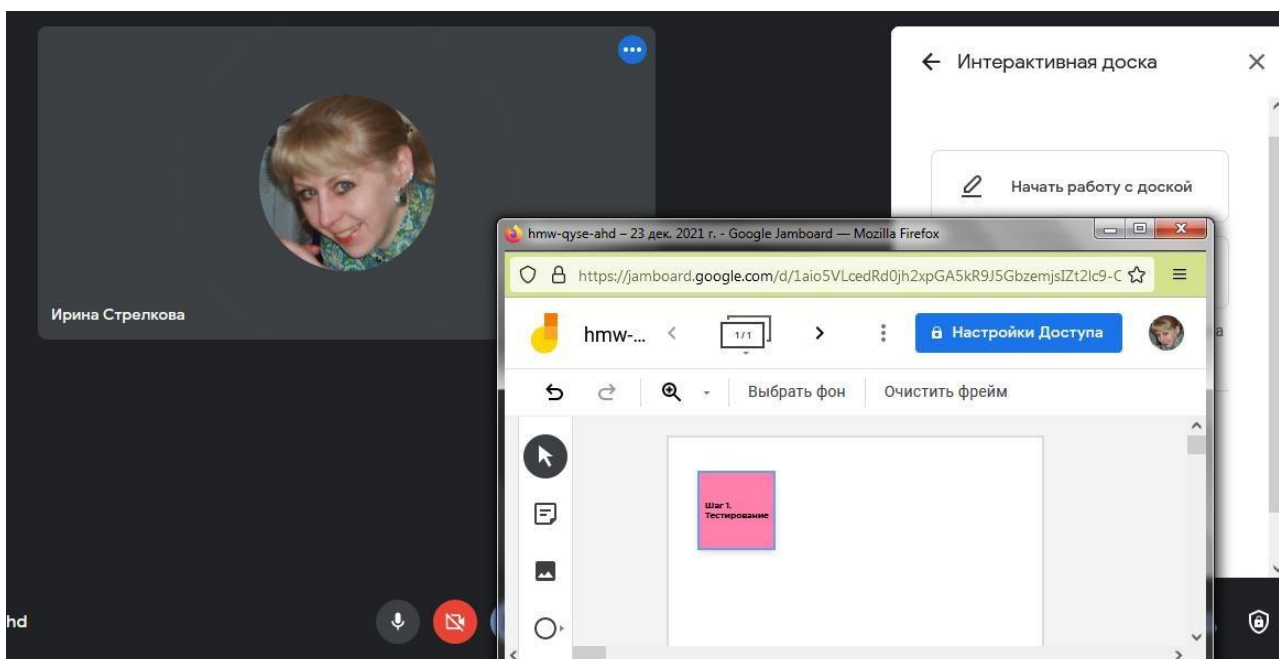 Ирина Стрелкова
hd
Интерактивная доска
Начать работу с доской
hmw-qyse-ahd – 23 дек. 2021 г. - Google Jamboard — Mozilla Firefox
https://jamboard.google.com/d/1aio5VLcedRd0jh2xpGA5kR9J5GbzemjsIZt2Ic9-C
hmw-...
1/1
Настройки Доступа
а
Выбрать фон
Очистить фрейм
Шаг 1.
Тестирование